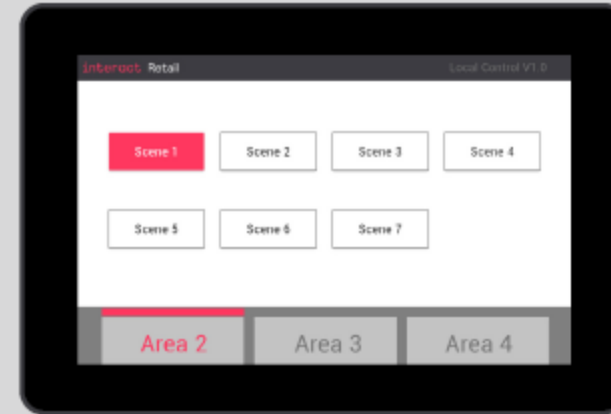 interact Retail
Local Control V1.0
Scene 1
Scene 2
Scene 3
Scene 4
Scene 5
Scene 6
Scene 7
Area 2
Area 3
Area 4